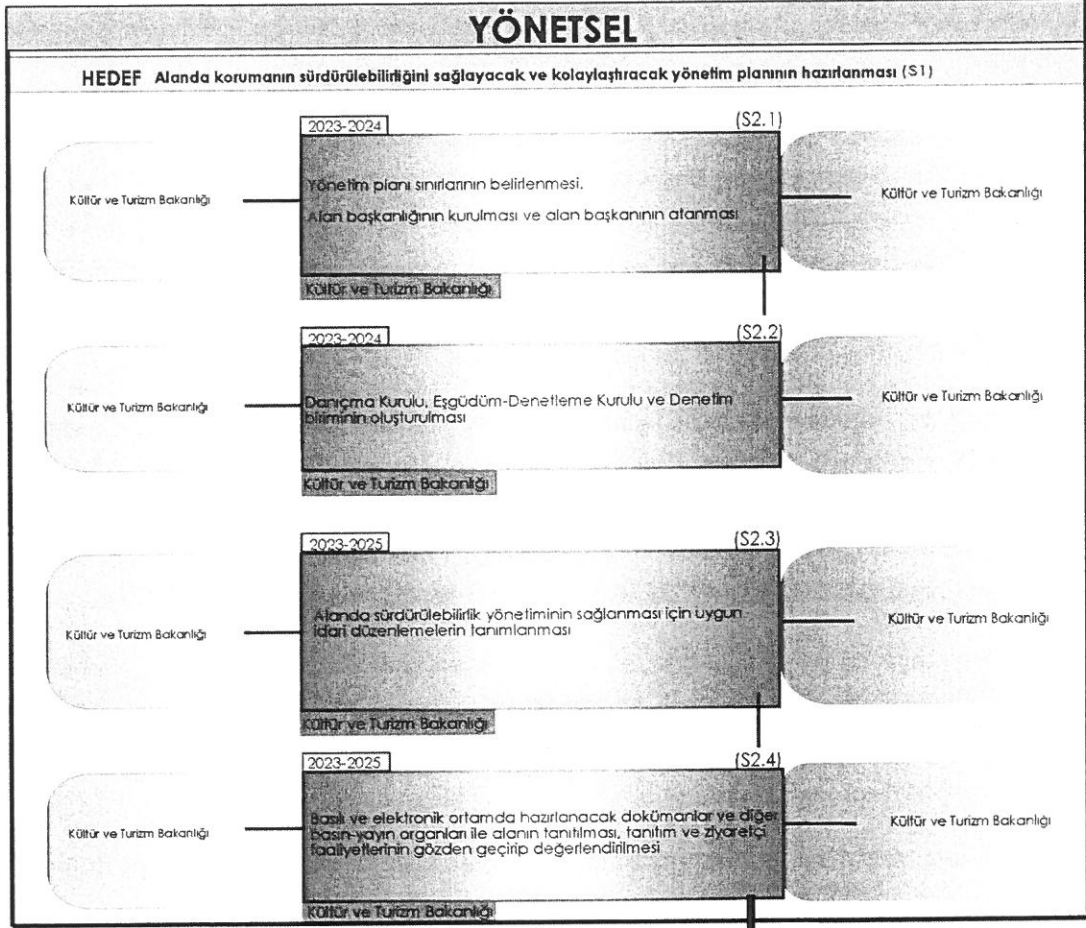 YÖNETSEL
HEDEF Alanda korumanın sürdürülebilirliğini sağlayacak ve kolaylaştıracak yönetim planının hazırlanması (S1)
2023-2024
(S2.1)
Kültür ve Turizm Bakanlığı
Yönetim planı sınırlarının belirlenmesi.
Alan başkanlığının kurulması ve alan başkanının atanması
Kültür ve Turizm Bakanlığı
Kültür ve Turizm Bakanlığı
2023-2024
(S2.2)
Kültür ve Turizm Bakanlığı
Danıçma Kurulu, Eşgüdüm-Denetleme Kurulu ve Denetim
biriminin oluşturulması
Kültür ve Turizm Bakanlığı
Kültür ve Turizm Bakanlığı
2023-2025
(S2.3)
Kültür ve Turizm Bakanlığı
Alanda sürdürülebilirlik yönetiminin sağlanması için uygun
idari düzenlemelerin tanımlanması
Kültür ve Turizm Bakanlığı
Kültür ve Turizm Bakanlığı
2023-2025
(S2.4)
Kültür ve Turizm Bakanlığı
Basılı ve elektronik ortamda hazırlanacak dokümanlar ve diğer
basın-yayın organları ile alanın tanıtılması, tanıtım ve ziyaretçi
faaliyetlerinin gözden geçirip değerlendirilmesi
Kültür ve Turizm Bakanlığı
Kültür ve Turizm Bakanlığı